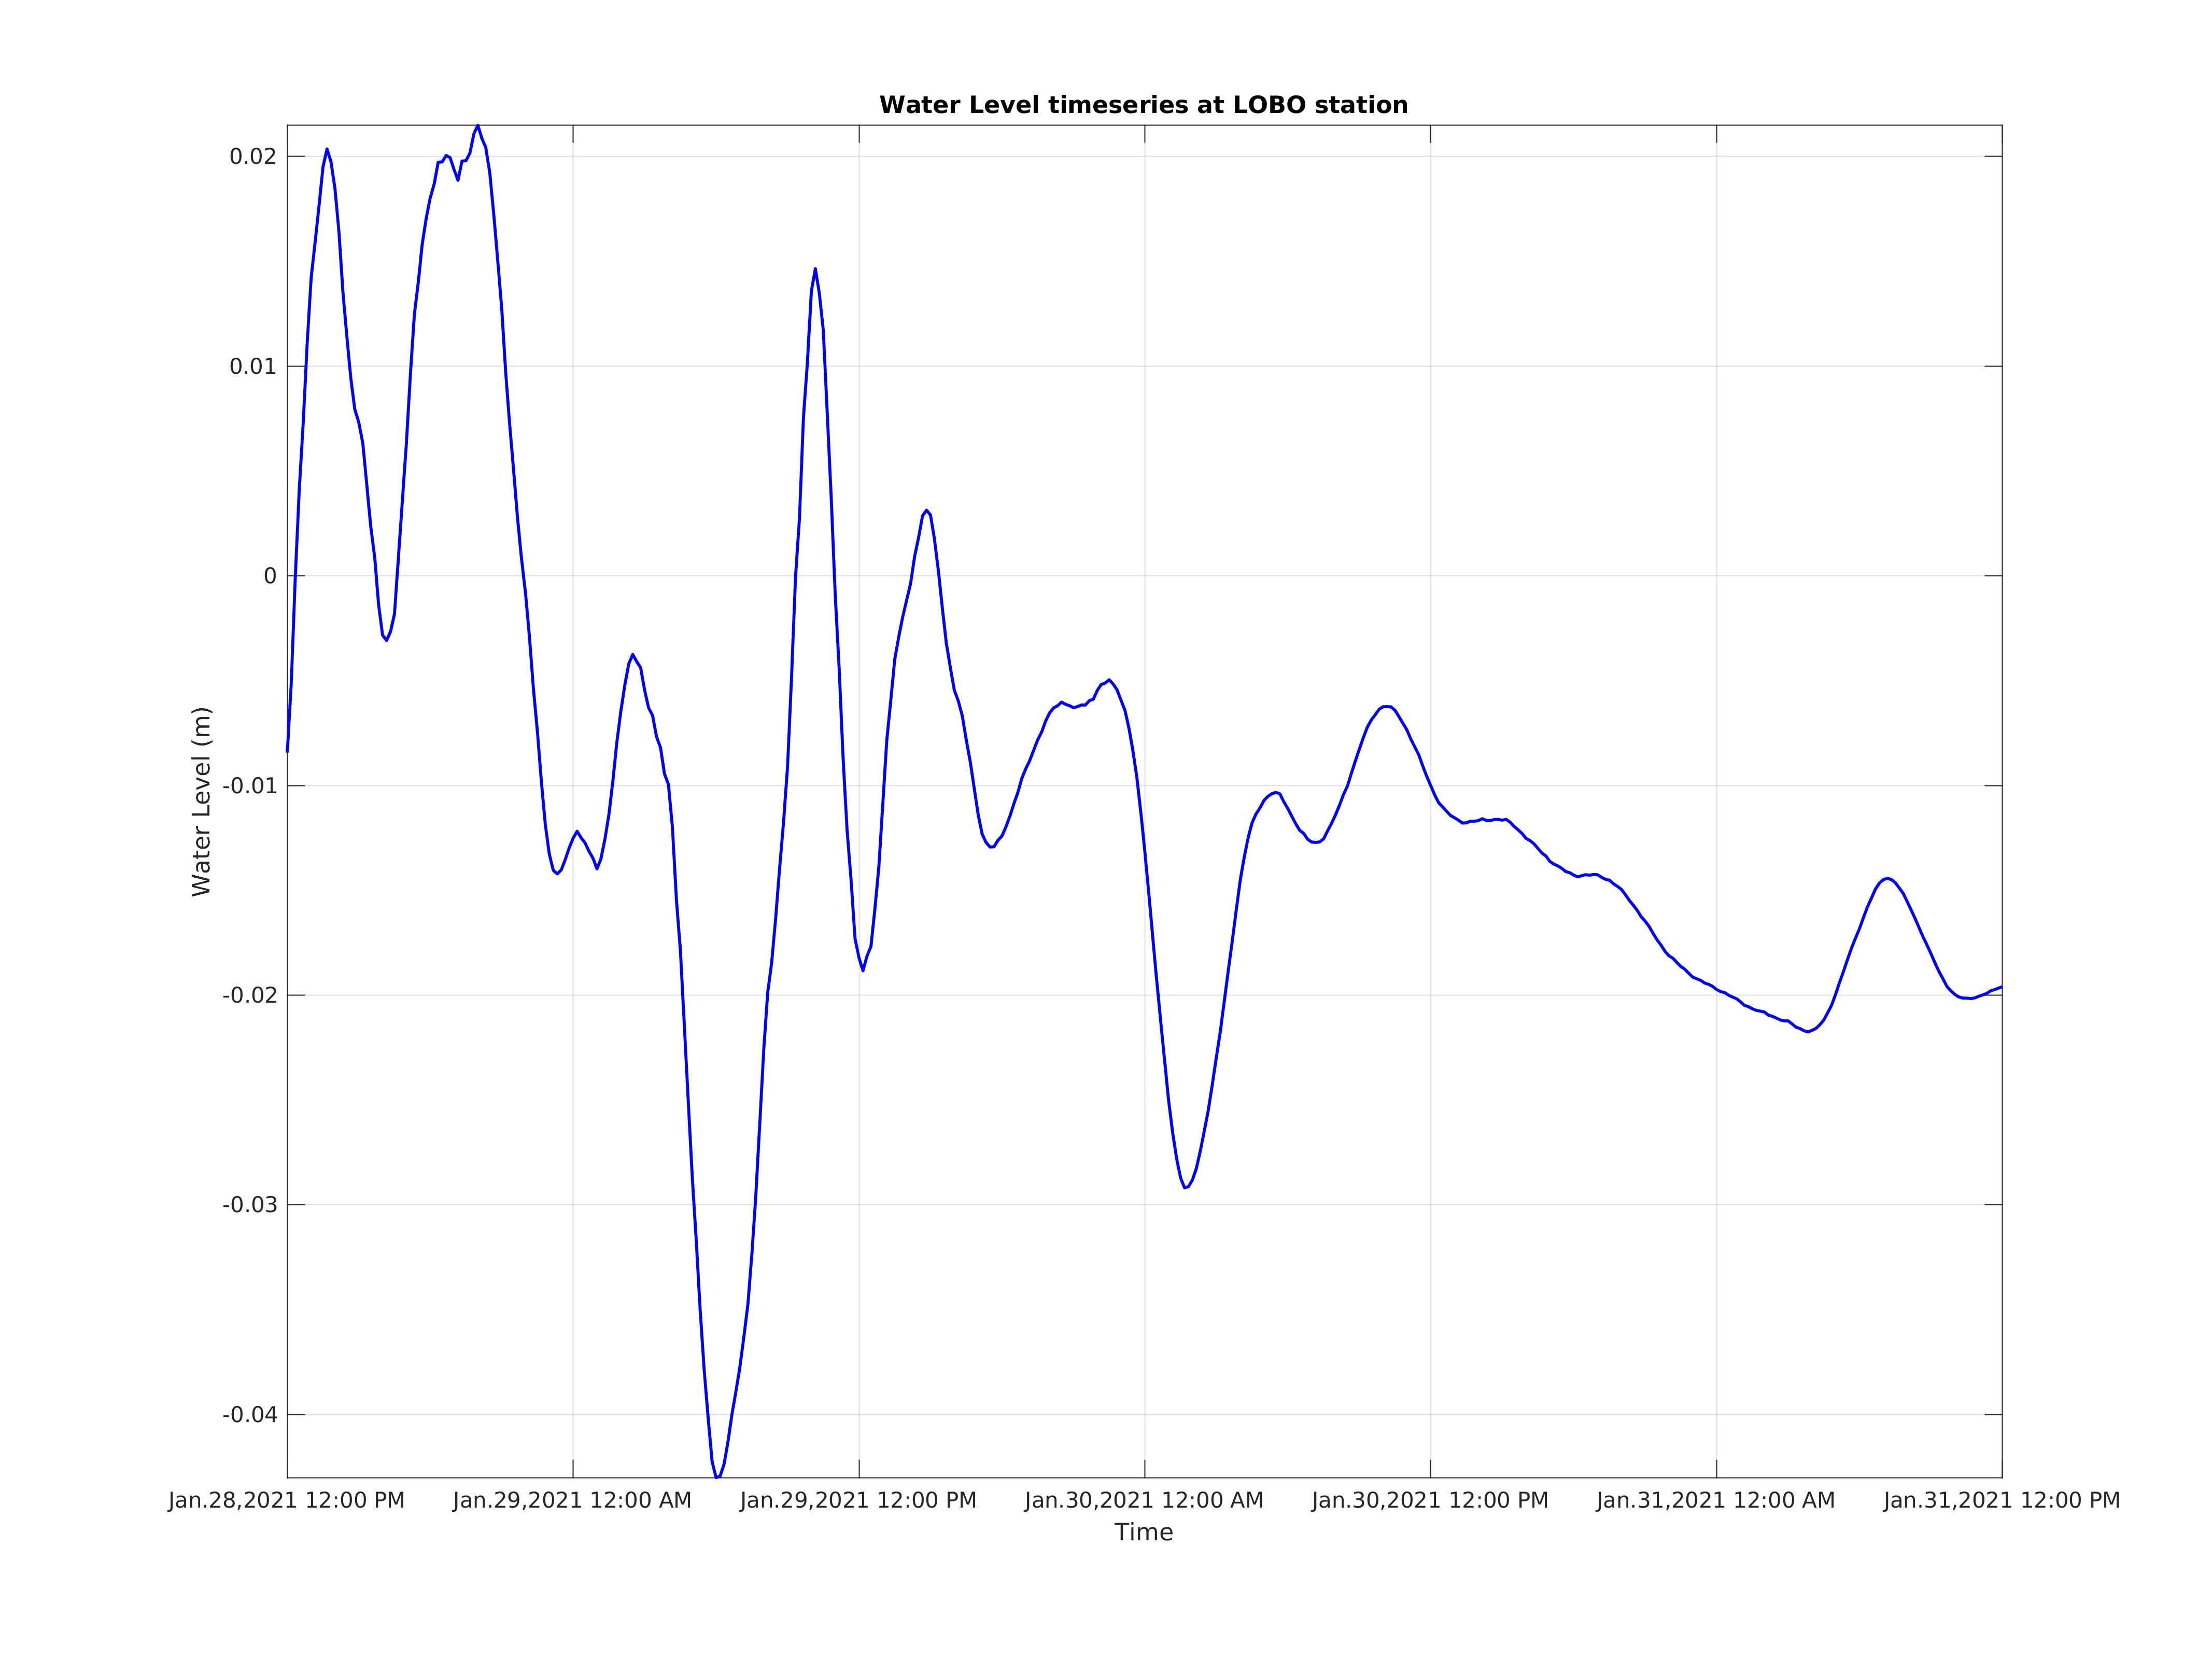 Water Level timeseries at LOBO station
0.02
0.01
0
-0.01
-0.02
-0.03
-0.04
Water Level (m)
Jan.28,2021 12:00 PM
Jan.29,2021 12:00 AM
Jan.29,2021 12:00 PM
Jan.30,2021 12:00 AM
Jan.30,2021 12:00 PM
Jan.31,2021 12:00 AM
Jan.31,2021 12:00 PM
Time